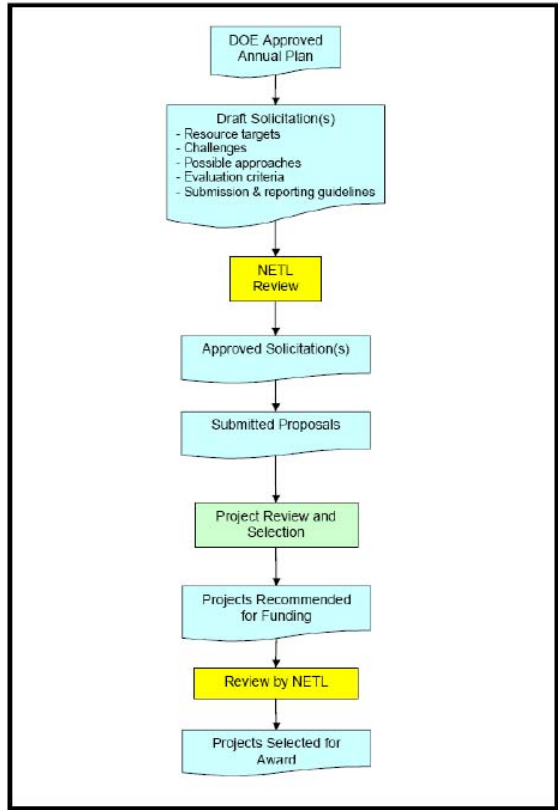 DOE Approved
Annual Plan
Draft Solicitation(s)
- Resource targets
- Challenges
- Possible approaches
- Evaluation criteria
- Submission & reporting guidelines
NETL
Review
Approved Solicitation(s)
Submitted Proposals
Project Review and
Selection
Projects Recommended
for Funding
Review by NETL
Projects Selected for
Award